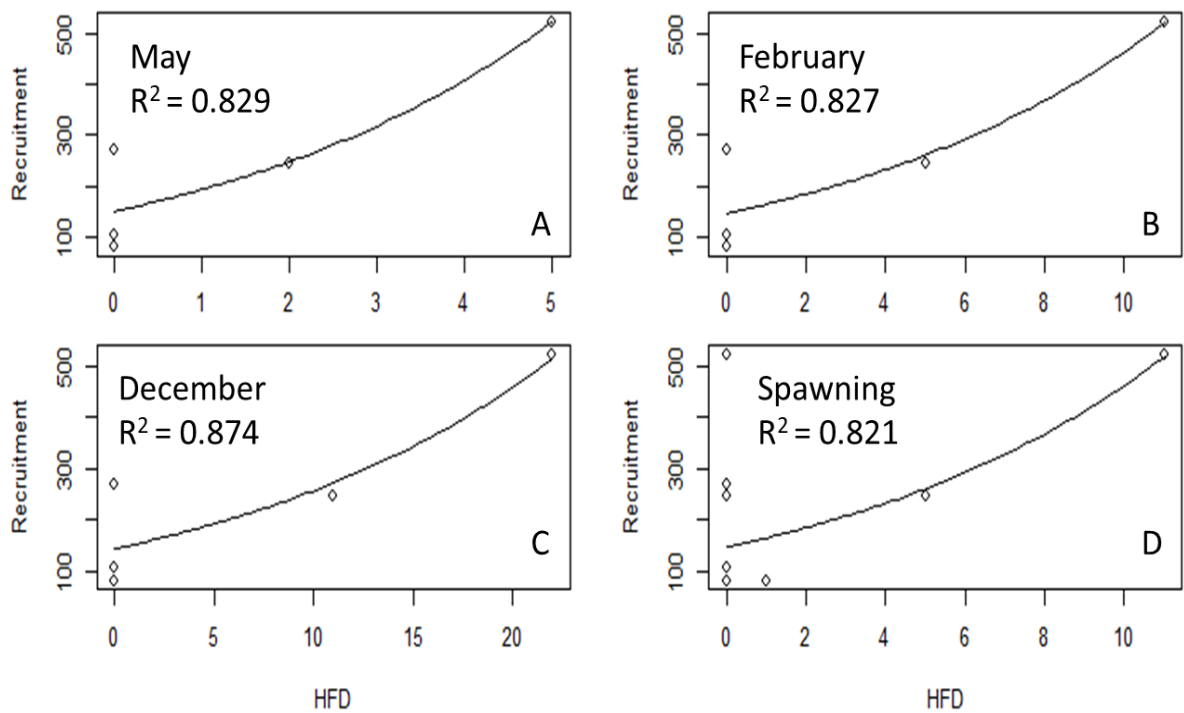 May
R² = 0.829
A
Recruitment
100
300
500
0 1 2 3 4 5
February
R² = 0.827
B
Recruitment
100
300
500
0 2 4 6 8 10
December
R² = 0.874
C
Recruitment
100
300
500
0 5 10 15 20
HFD
Spawning
R² = 0.821
D
Recruitment
100
300
500
0 2 4 6 8 10
HFD